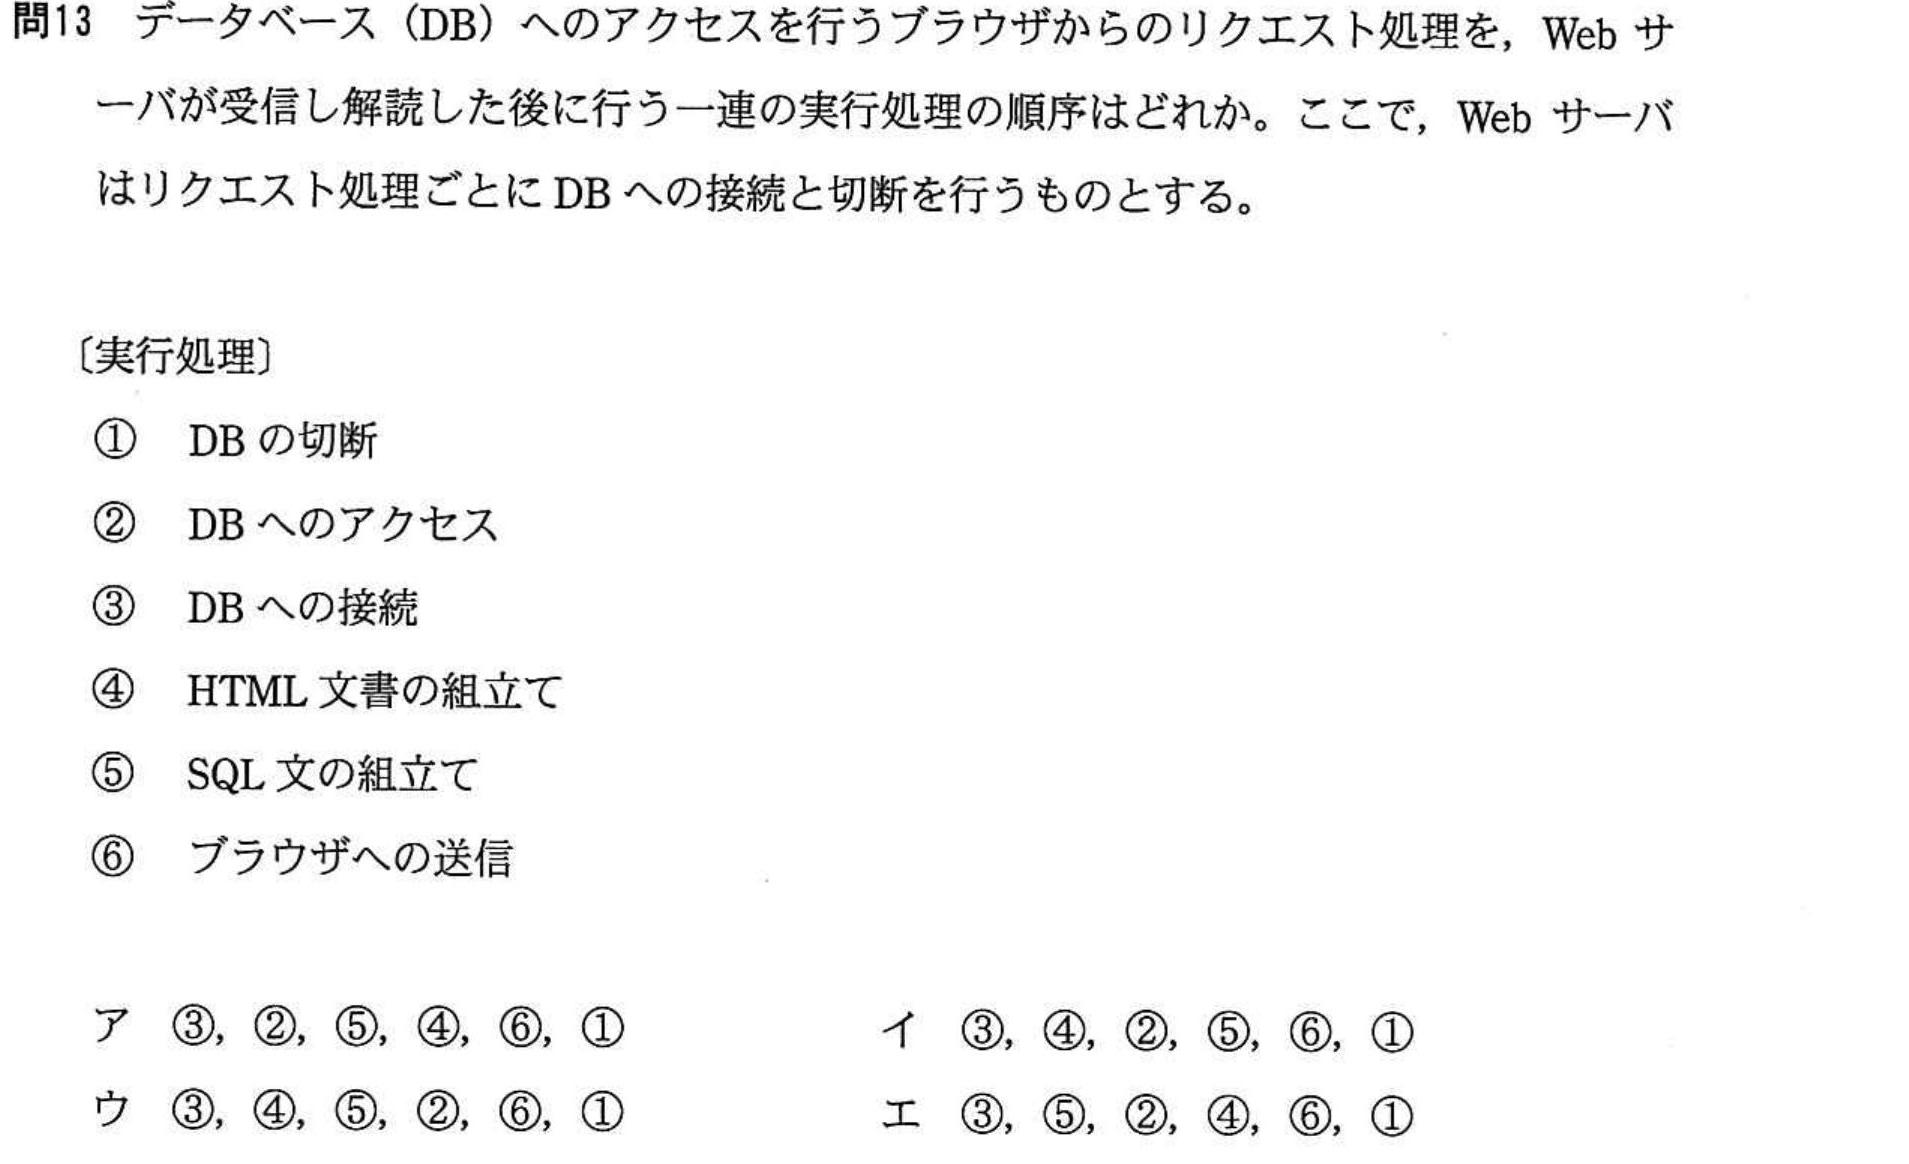 問13　データベース（DB）へのアクセスを行うブラウザからのリクエスト処理を，Web サ
ーバが受信し解読した後に行う一連の実行処理の順序はどれか。ここで，Web サーバ
はリクエスト処理ごとに DB への接続と切断を行うものとする。
〔実行処理〕
①　DB の切断
②　DB へのアクセス
③　DB への接続
④　HTML 文書の組立て
⑤　SQL 文の組立て
⑥　ブラウザへの送信
ア　③，②，⑤，④，⑥，①　　イ　③，④，②，⑤，⑥，①
ウ　③，④，⑤，②，⑥，①　　エ　③，⑤，②，④，⑥，①